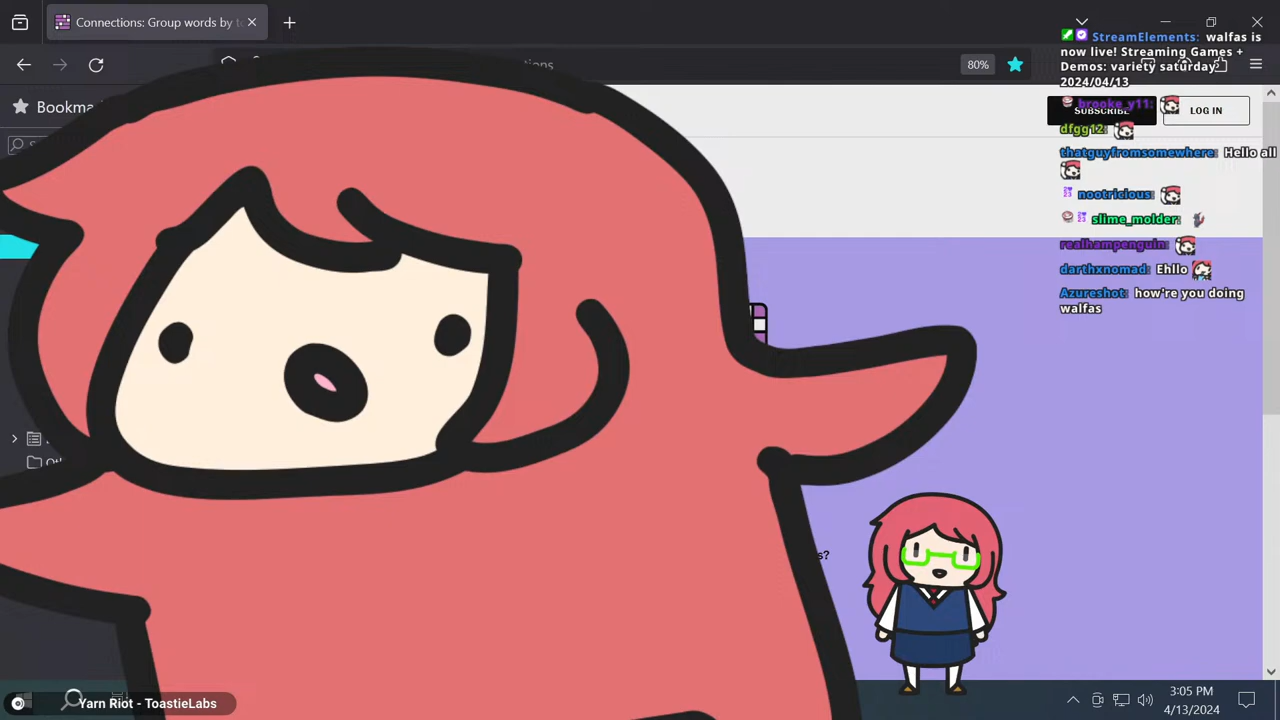 Connections: Group words by to
80%
Bookma
SUBSCRIBE
LOG IN
StreamElements: walfas is
now live! Streaming Games +
Demos: variety saturday
2024/04/13
brooke_y11:
dfgg12:
thatguyfromsomewhere: Hello all
nootricious:
slime_molder:
realhampenguin:
darthxnomad: Ehllo
Azureshot: how're you doing
walfas
Yarn Riot - ToastieLabs
3:05 PM
4/13/2024